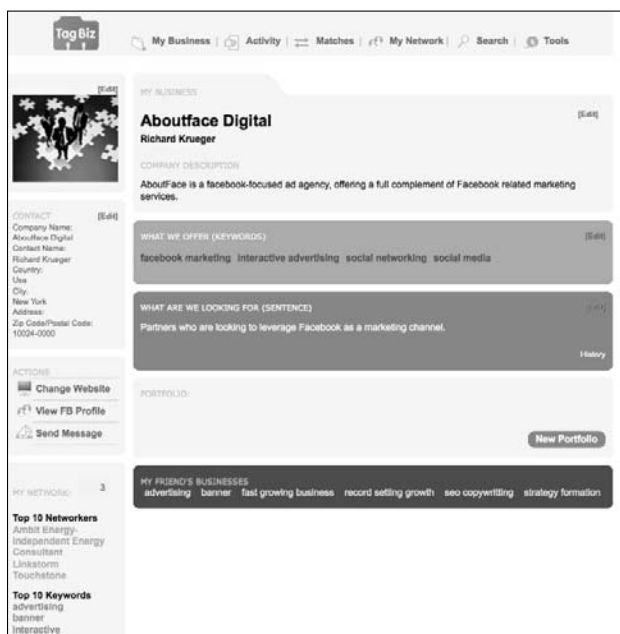 Tag Biz
My Business | Activity | Matches | My Network | Search | Tools
[Edit]
CONTACT [Edit]
Company Name:
Aboutface Digital
Contact Name:
Richard Krueger
Country:
Usa
City:
New York
Address:
Zip Code/Postal Code:
10024-0000
ACTIONS
Change Website
View FB Profile
Send Message
MY NETWORK: 3
Top 10 Networkers
Ambit Energy-
Independent Energy
Consultant
Linkstorm
Touchstone
Top 10 Keywords
advertising
banner
interactive
MY BUSINESS
Aboutface Digital [Edit]
Richard Krueger
COMPANY DESCRIPTION
AboutFace is a facebook-focused ad agency, offering a full complement of Facebook related marketing
services.
WHAT WE OFFER (KEYWORDS) [Edit]
facebook marketing interactive advertising social networking social media
WHAT ARE WE LOOKING FOR (SENTENCE) [Edit]
Partners who are looking to leverage Facebook as a marketing channel.
History
PORTFOLIO:
New Portfolio
MY FRIEND'S BUSINESSES
advertising banner fast growing business record setting growth seo copywriting strategy formation